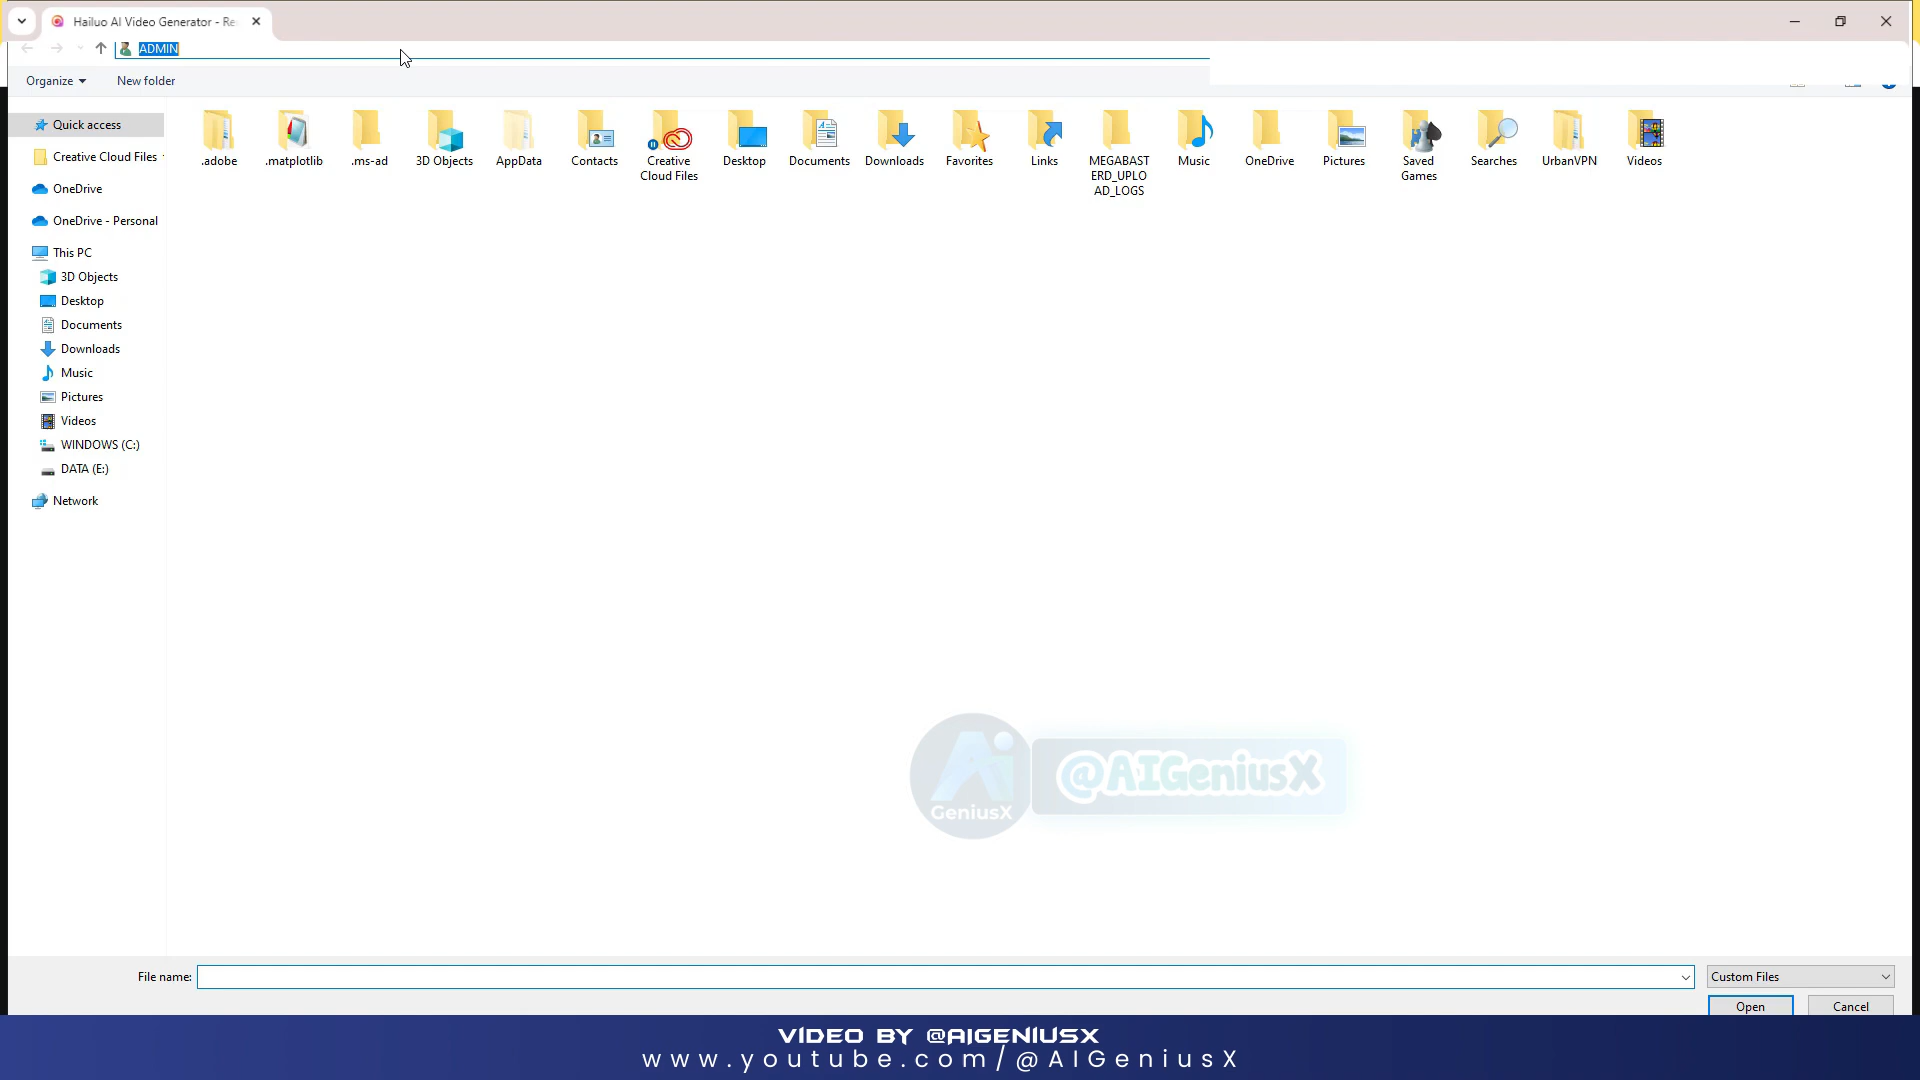 Hailuo AI Video Generator - Re
ADMIN
Organize
New folder
Quick access
Creative Cloud Files
OneDrive
OneDrive - Personal
This PC
3D Objects
Desktop
Documents
Downloads
Music
Pictures
Videos
WINDOWS (C:)
DATA (E:)
Network
.adobe
.matplotlib
.ms-ad
3D Objects
AppData
Contacts
Creative
Cloud Files
Desktop
Documents
Downloads
Favorites
Links
MEGABAST
ERD_UPLO
AD_LOGS
Music
OneDrive
Pictures
Saved
Games
Searches
UrbanVPN
Videos
Ai
GeniusX
@AIGeniusX
File name:
Custom Files
Open
Cancel
VIDEO BY @AIGENIUSX
www.youtube.com/@AIGeniusX